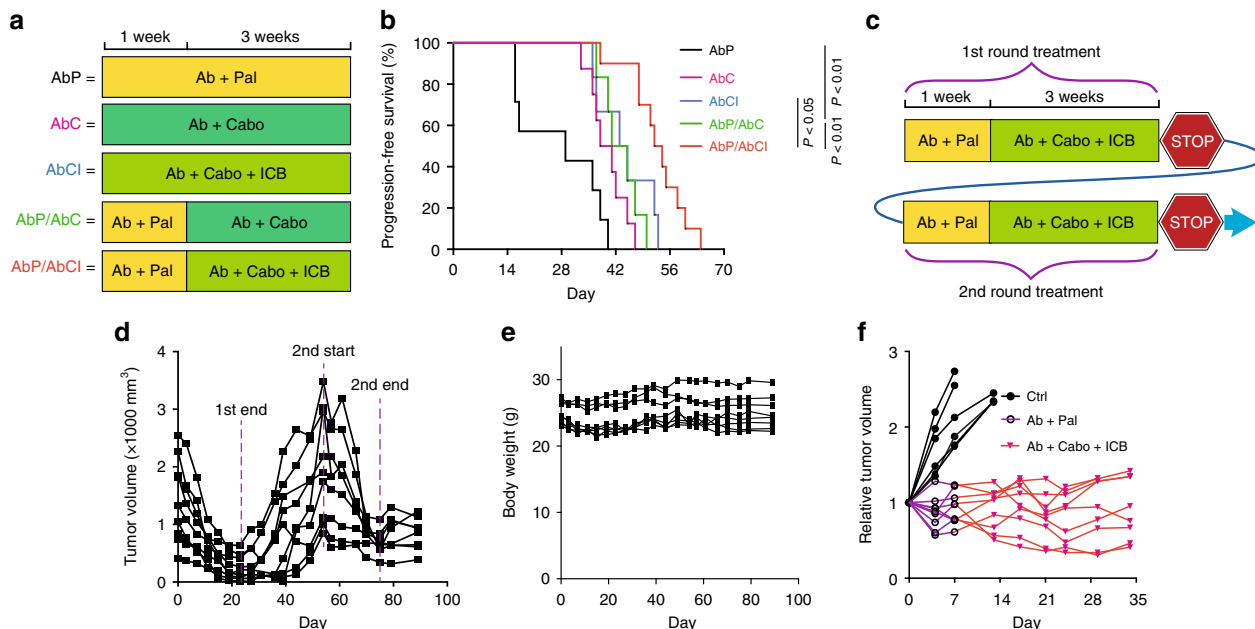 a
1 week 3 weeks
AbP = Ab + Pal
AbC = Ab + Cabo
AbCI = Ab + Cabo + ICB
AbP/AbC = Ab + Pal Ab + Cabo
AbP/AbCI = Ab + Pal Ab + Cabo + ICB
b
Progression-free survival (%)
100
80
60
40
20
0
0 14 28 42 56 70
Day
AbP
AbC
AbCI
AbP/AbC
AbP/AbCI
P < 0.05
P < 0.01 P < 0.01
c
1st round treatment
1 week 3 weeks
Ab + Pal Ab + Cabo + ICB STOP
Ab + Pal Ab + Cabo + ICB STOP
2nd round treatment
d
Tumor volume (×1000 mm³)
4
3
2
1
0
0 20 40 60 80 100
Day
1st end
2nd start
2nd end
e
Body weight (g)
30
20
10
0
0 20 40 60 80 100
Day
f
Relative tumor volume
3
2
1
0
0 7 14 21 28 35
Day
Ctrl
Ab + Pal
Ab + Cabo + ICB